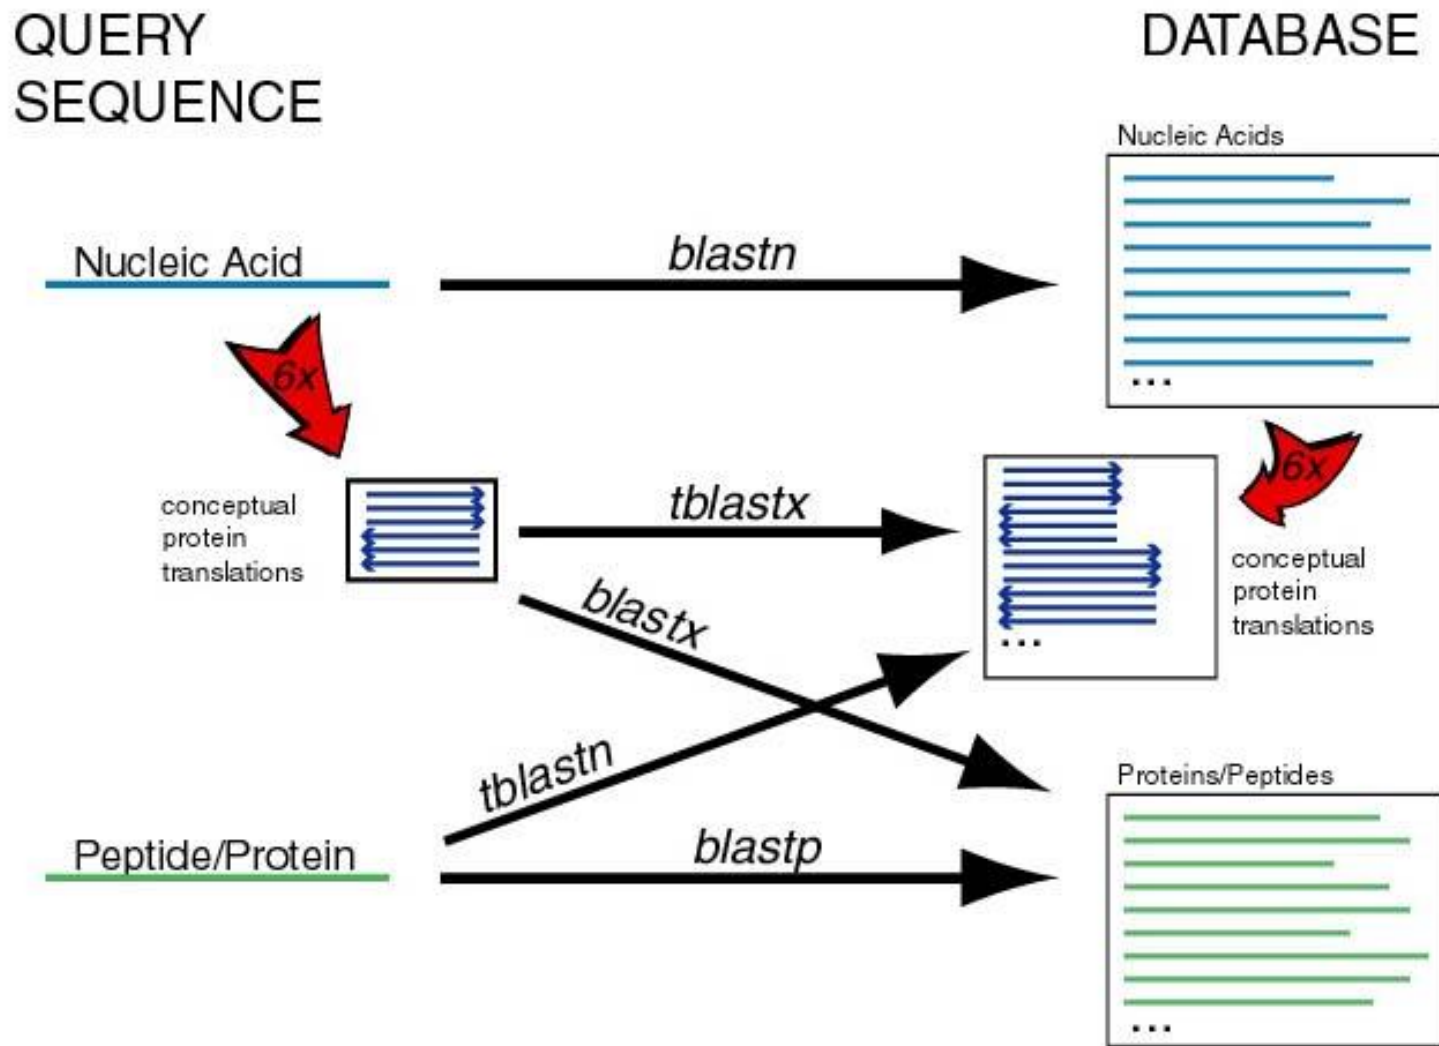 QUERY
SEQUENCE
DATABASE
Nucleic Acids
Nucleic Acid
blastn
...
6x
6x
conceptual
protein
translations
tblastx
conceptual
protein
translations
...
blastx
tblastn
Proteins/Peptides
Peptide/Protein
blastp
...